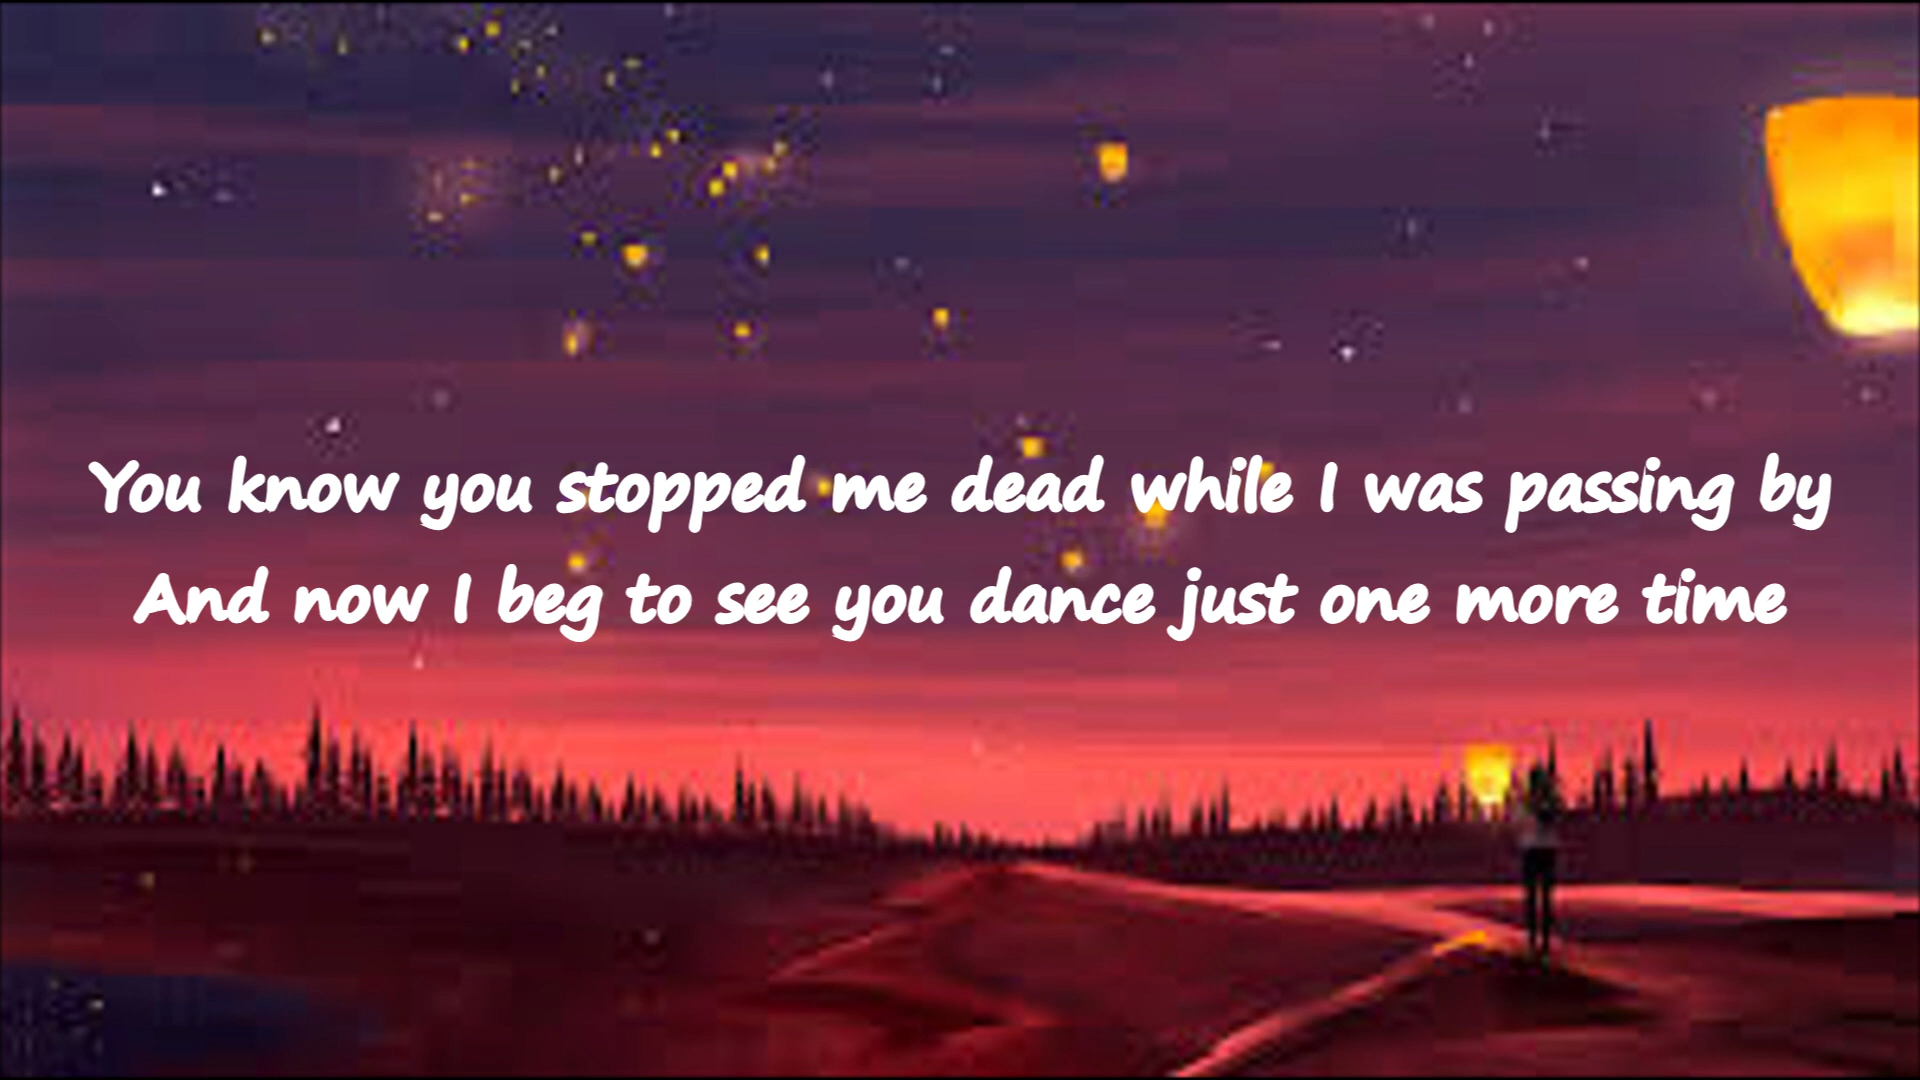 You know you stopped me dead while I was passing by
And now I beg to see you dance just one more time